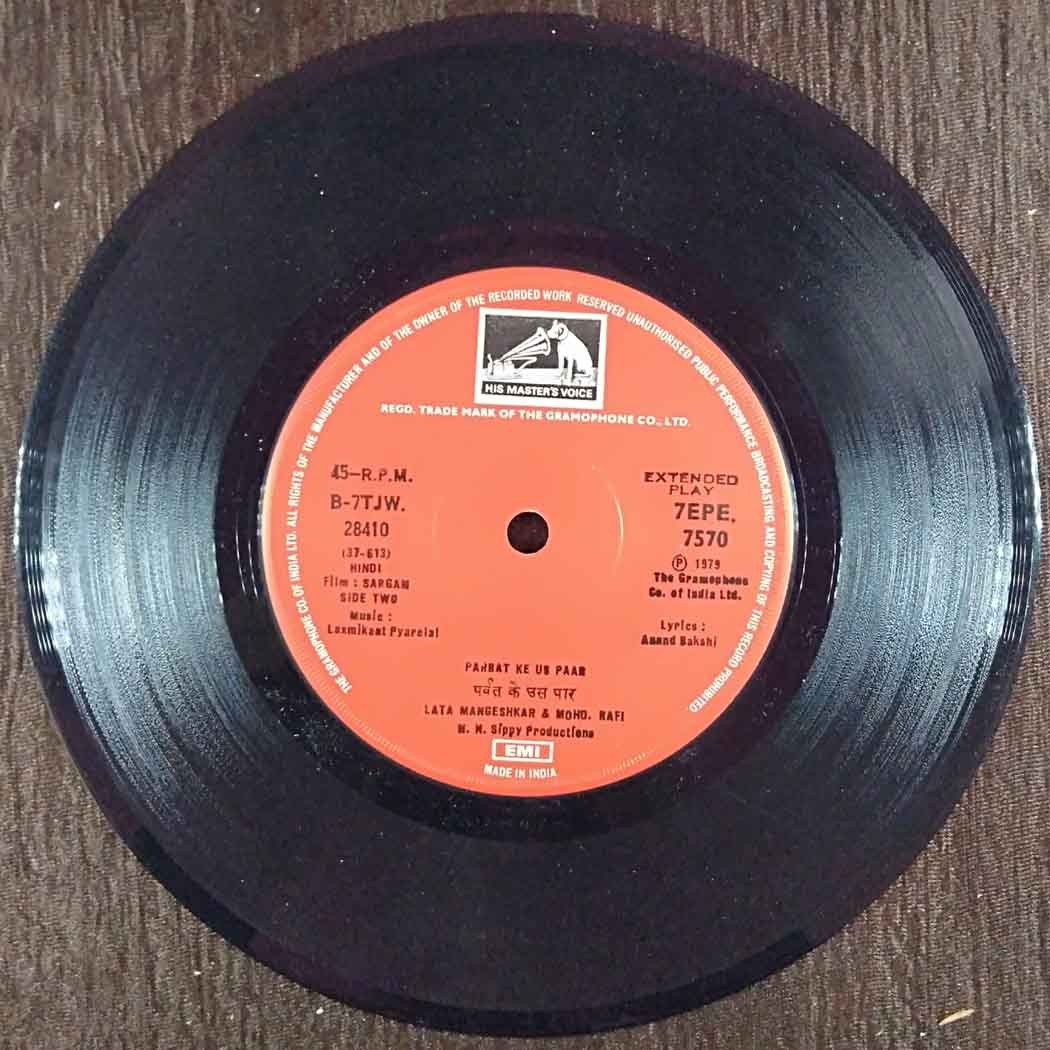 THE GRAMOPHONE CO. OF INDIA LTD. ALL RIGHTS OF THE MANUFACTURER AND OF THE OWNER OF THE RECORDED WORK RESERVED UNAUTHORISED PUBLIC PERFORMANCE BROADCASTING AND COPYING OF THIS RECORD PROHIBITED
HIS MASTER'S VOICE
REGD. TRADE MARK OF THE GRAMOPHONE CO., LTD.
45-R.P.M.
B-7TJW.
28410
(37-613)
HINDI
Film : SARGAM
SIDE TWO
Music :
Laxmikant Pyarelal
EXTENDED
PLAY
7EPE.
7570
Ⓟ 1979
The Gramophone
Co. of India Ltd.
Lyrics :
Anand Bakshi
PARBAT KE US PAAR
पर्वत के उस पार
LATA MANGESHKAR & MOHD. RAFI
N. N. Sippy Productions
EMI
MADE IN INDIA